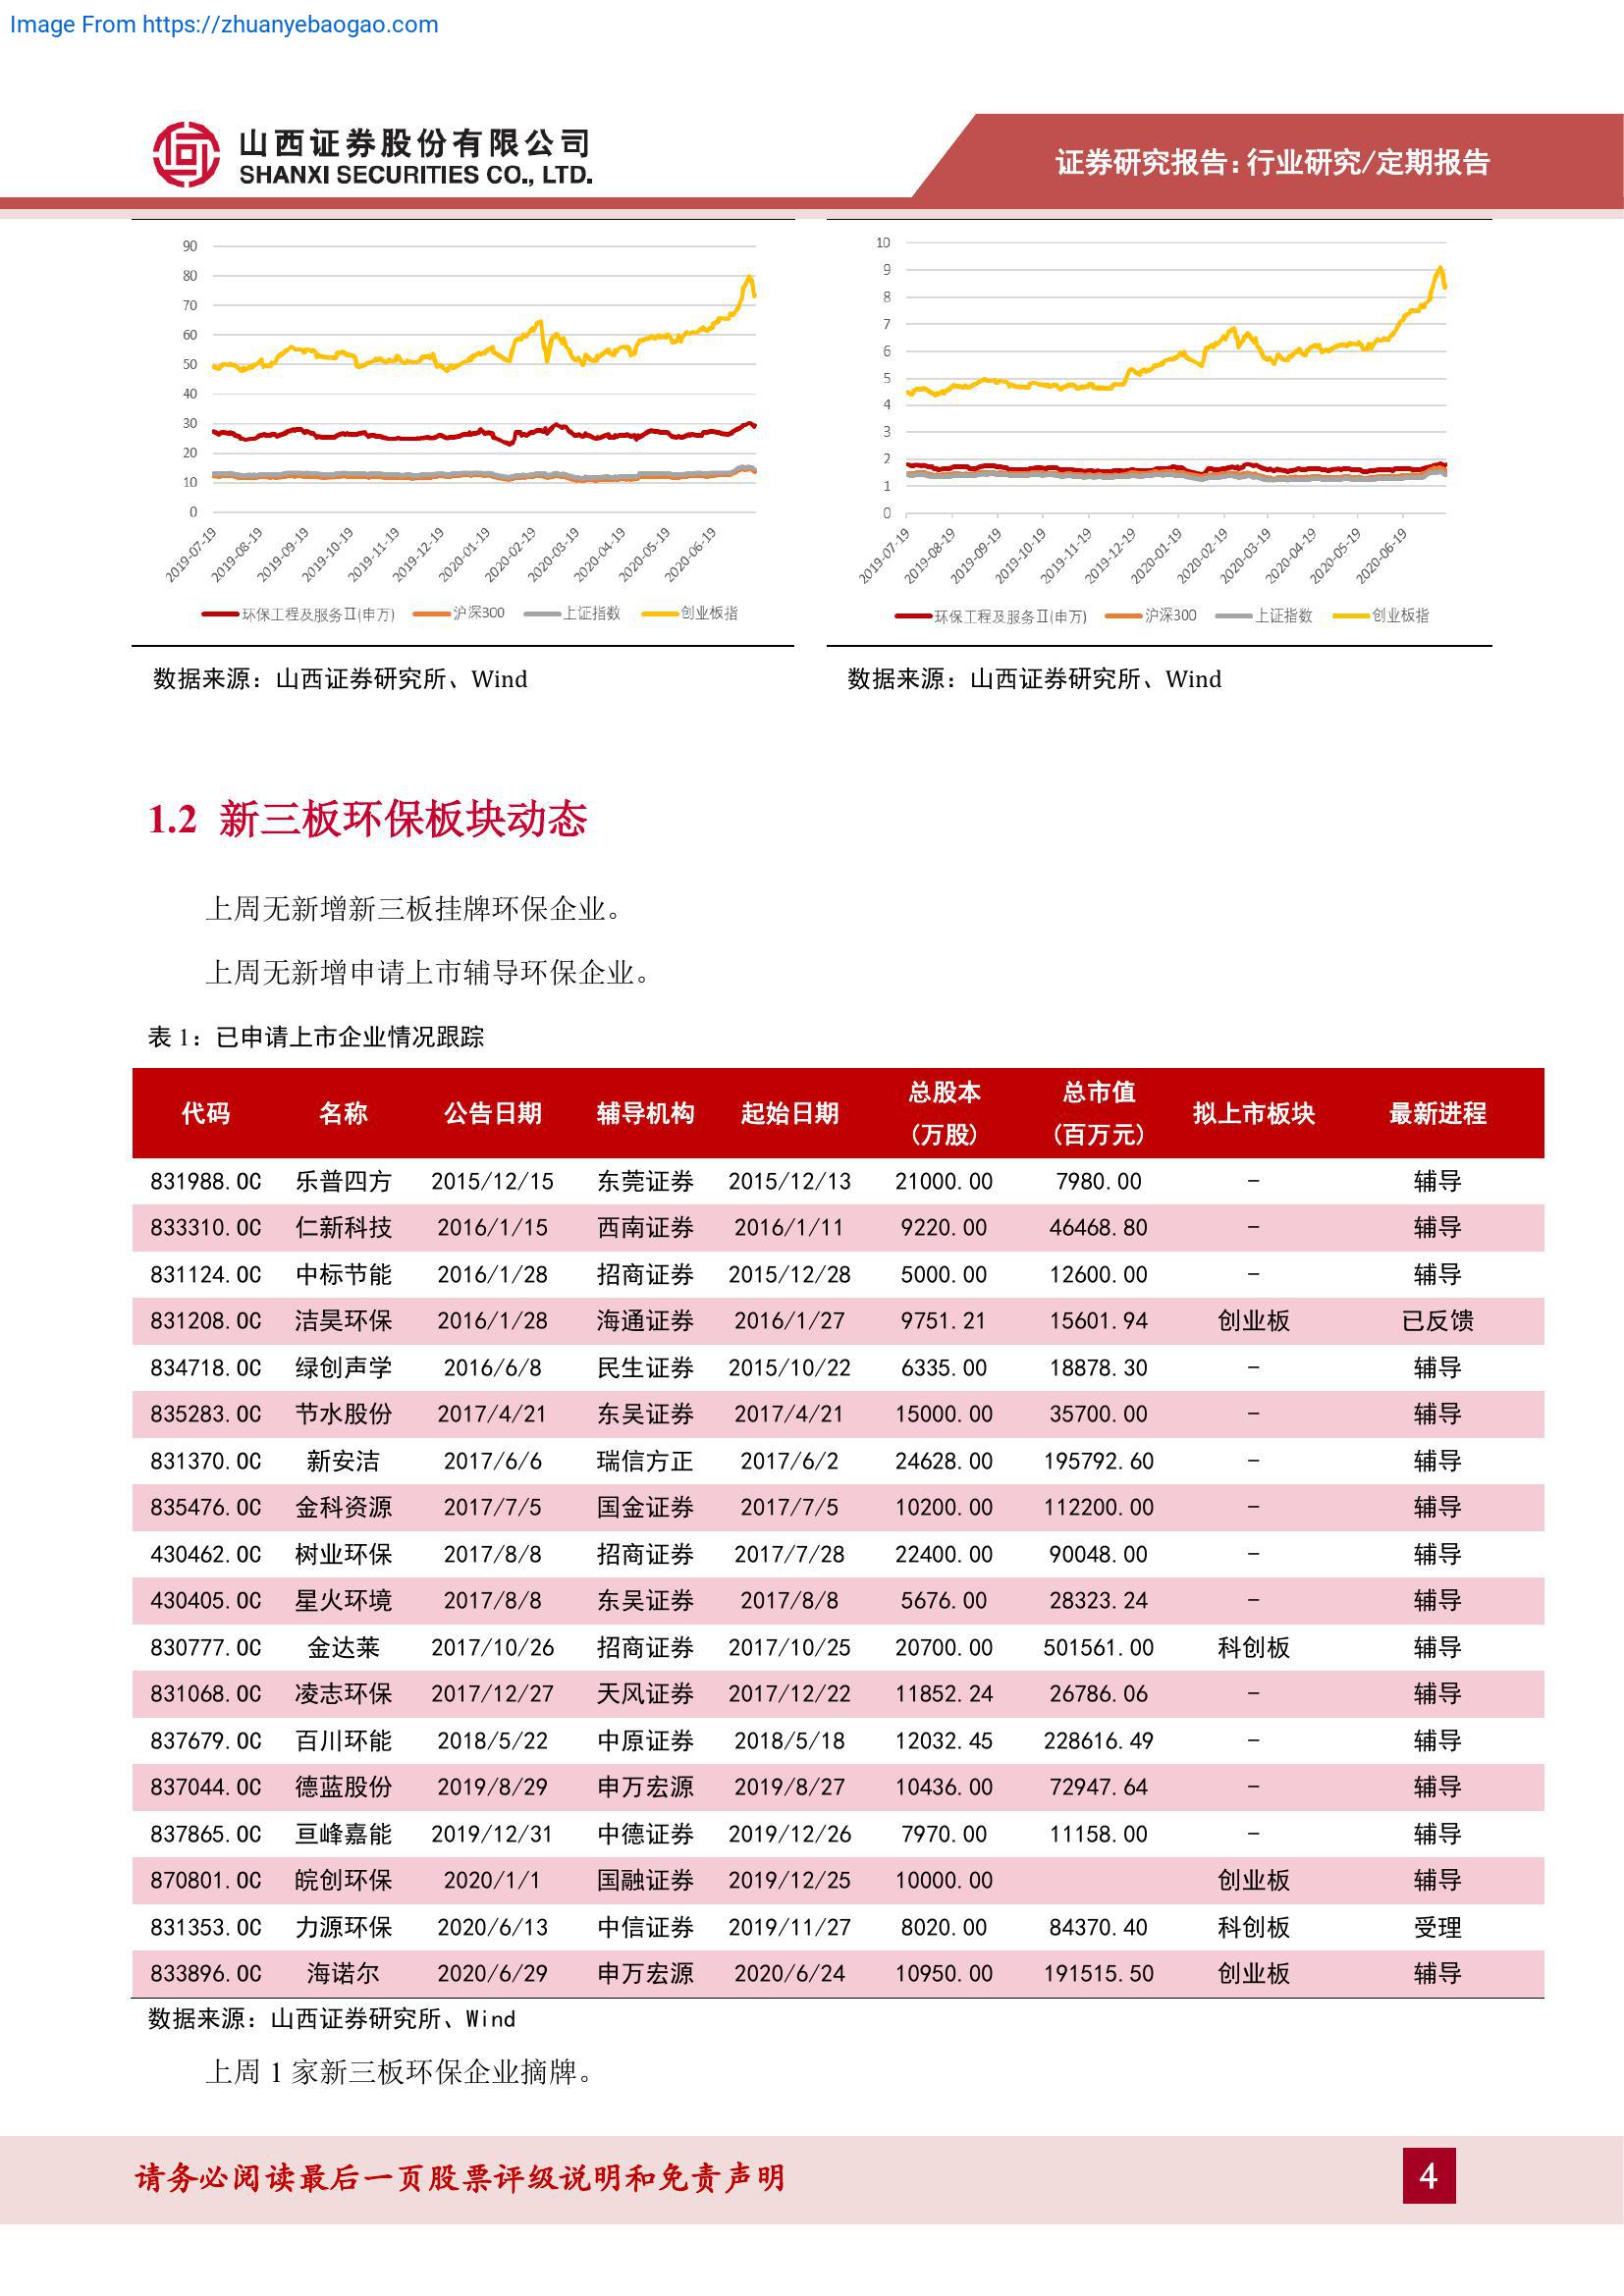 Image From https://zhuanyebaogao.com
山西证券股份有限公司
SHANXI SECURITIES CO., LTD.
证券研究报告:行业研究/定期报告
90
80
70
60
50
40
30
20
10
0
2019-07-19 2019-08-19 2019-09-19 2019-10-19 2019-11-19 2019-12-19 2020-01-19 2020-02-19 2020-03-19 2020-04-19 2020-05-19 2020-06-19
环保工程及服务Ⅱ(申万) 沪深300 上证指数 创业板指
10
9
8
7
6
5
4
3
2
1
0
2019-07-19 2019-08-19 2019-09-19 2019-10-19 2019-11-19 2019-12-19 2020-01-19 2020-02-19 2020-03-19 2020-04-19 2020-05-19 2020-06-19
环保工程及服务Ⅱ(申万) 沪深300 上证指数 创业板指
数据来源：山西证券研究所、Wind 数据来源：山西证券研究所、Wind
1.2 新三板环保板块动态
上周无新增新三板挂牌环保企业。
上周无新增申请上市辅导环保企业。
表 1：已申请上市企业情况跟踪
代码 名称 公告日期 辅导机构 起始日期 总股本(万股) 总市值(百万元) 拟上市板块 最新进程
831988.OC 乐普四方 2015/12/15 东莞证券 2015/12/13 21000.00 7980.00 - 辅导
833310.OC 仁新科技 2016/1/15 西南证券 2016/1/11 9220.00 46468.80 - 辅导
831124.OC 中标节能 2016/1/28 招商证券 2015/12/28 5000.00 12600.00 - 辅导
831208.OC 洁昊环保 2016/1/28 海通证券 2016/1/27 9751.21 15601.94 创业板 已反馈
834718.OC 绿创声学 2016/6/8 民生证券 2015/10/22 6335.00 18878.30 - 辅导
835283.OC 节水股份 2017/4/21 东吴证券 2017/4/21 15000.00 35700.00 - 辅导
831370.OC 新安洁 2017/6/6 瑞信方正 2017/6/2 24628.00 195792.60 - 辅导
835476.OC 金科资源 2017/7/5 国金证券 2017/7/5 10200.00 112200.00 - 辅导
430462.OC 树业环保 2017/8/8 招商证券 2017/7/28 22400.00 90048.00 - 辅导
430405.OC 星火环境 2017/8/8 东吴证券 2017/8/8 5676.00 28323.24 - 辅导
830777.OC 金达莱 2017/10/26 招商证券 2017/10/25 20700.00 501561.00 科创板 辅导
831068.OC 凌志环保 2017/12/27 天风证券 2017/12/22 11852.24 26786.06 - 辅导
837679.OC 百川环能 2018/5/22 中原证券 2018/5/18 12032.45 228616.49 - 辅导
837044.OC 德蓝股份 2019/8/29 申万宏源 2019/8/27 10436.00 72947.64 - 辅导
837865.OC 亘峰嘉能 2019/12/31 中德证券 2019/12/26 7970.00 11158.00 - 辅导
870801.OC 皖创环保 2020/1/1 国融证券 2019/12/25 10000.00 创业板 辅导
831353.OC 力源环保 2020/6/13 中信证券 2019/11/27 8020.00 84370.40 科创板 受理
833896.OC 海诺尔 2020/6/29 申万宏源 2020/6/24 10950.00 191515.50 创业板 辅导
数据来源：山西证券研究所、Wind
上周 1 家新三板环保企业摘牌。
请务必阅读最后一页股票评级说明和免责声明
4